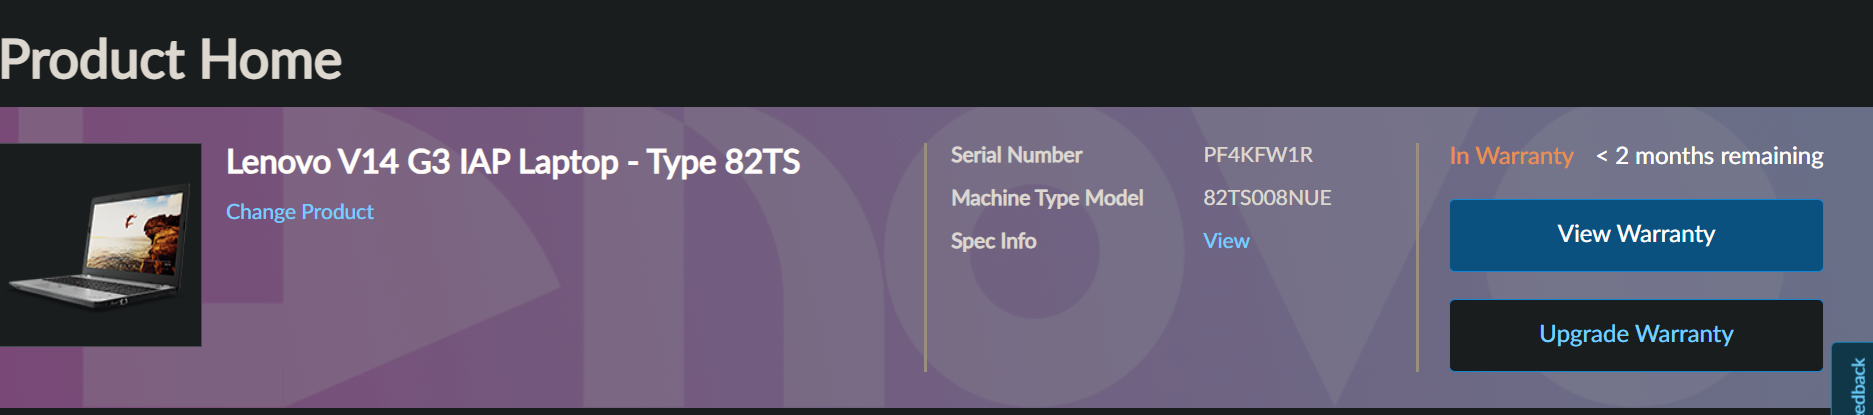 Product Home
Lenovo V14 G3 IAP Laptop - Type 82TS
Change Product
Serial Number PF4KFW1R
Machine Type Model 82TS008NUE
Spec Info View
In Warranty < 2 months remaining
View Warranty
Upgrade Warranty
edback